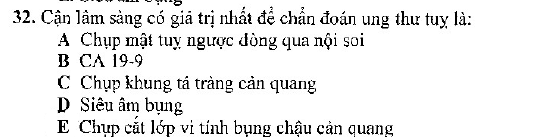 32. Cận lâm sàng có giá trị nhất để chẩn đoán ung thư tuỵ là:
A Chụp mật tuỵ ngược dòng qua nội soi
B CA 19-9
C Chụp khung tá tràng cản quang
D Siêu âm bụng
E Chụp cắt lớp vi tính bụng chậu cản quang